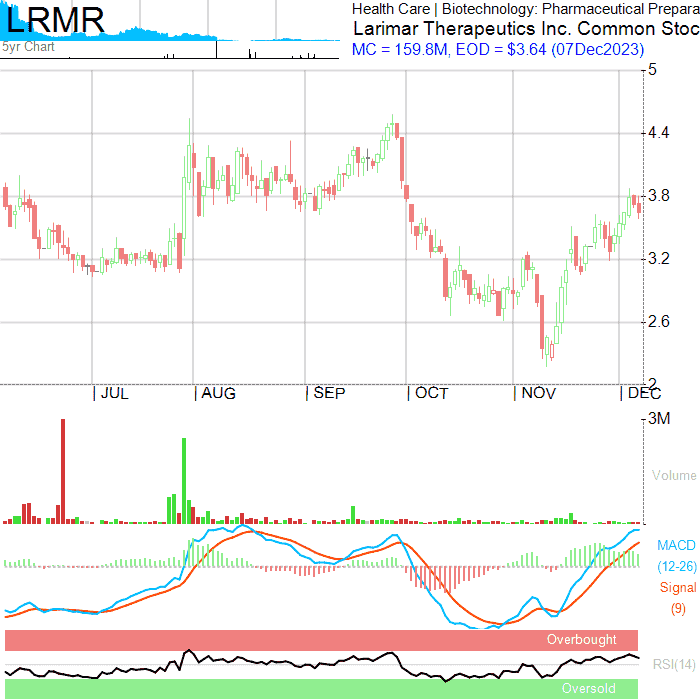 LRMR
5yr Chart
Health Care | Biotechnology: Pharmaceutical Prepara
Larimar Therapeutics Inc. Common Stoc
MC = 159.8M, EOD = $3.64 (07Dec2023)
5
4.4
3.8
3.2
2.6
2
| JUL | AUG | SEP | OCT | NOV | DEC
3M
Volume
MACD
(12-26)
Signal
(9)
Overbought
RSI(14)
Oversold